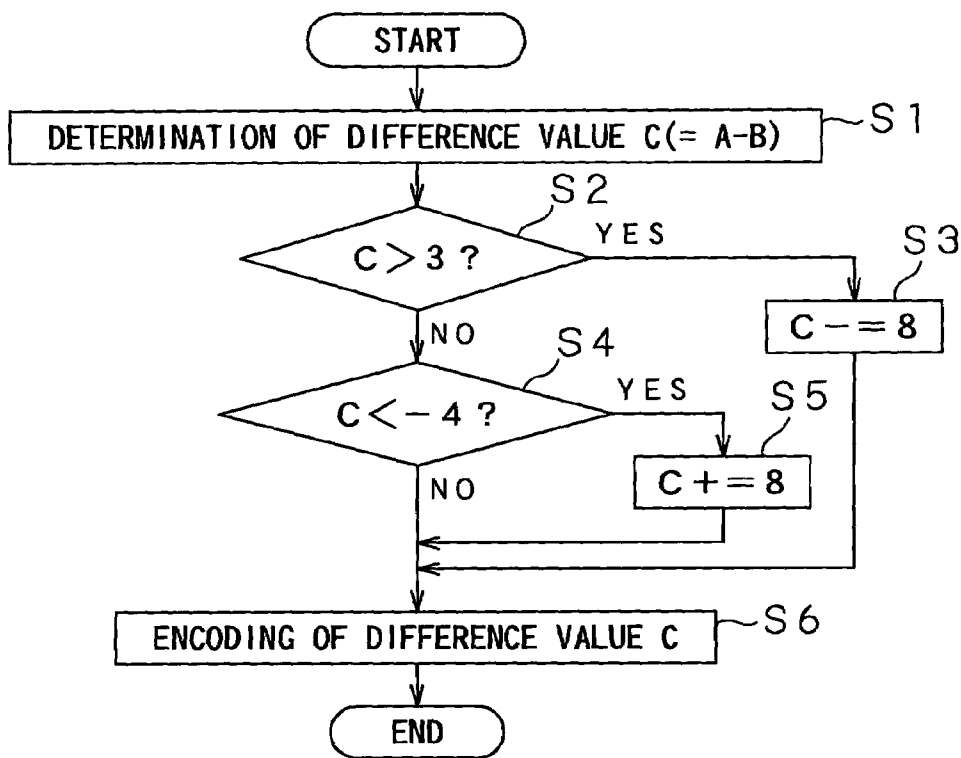 START
DETERMINATION OF DIFFERENCE VALUE C(= A-B)
S1
S2
C>3?
YES
S3
C-=8
NO
S4
C<-4?
YES
S5
C+=8
NO
ENCODING OF DIFFERENCE VALUE C
S6
END